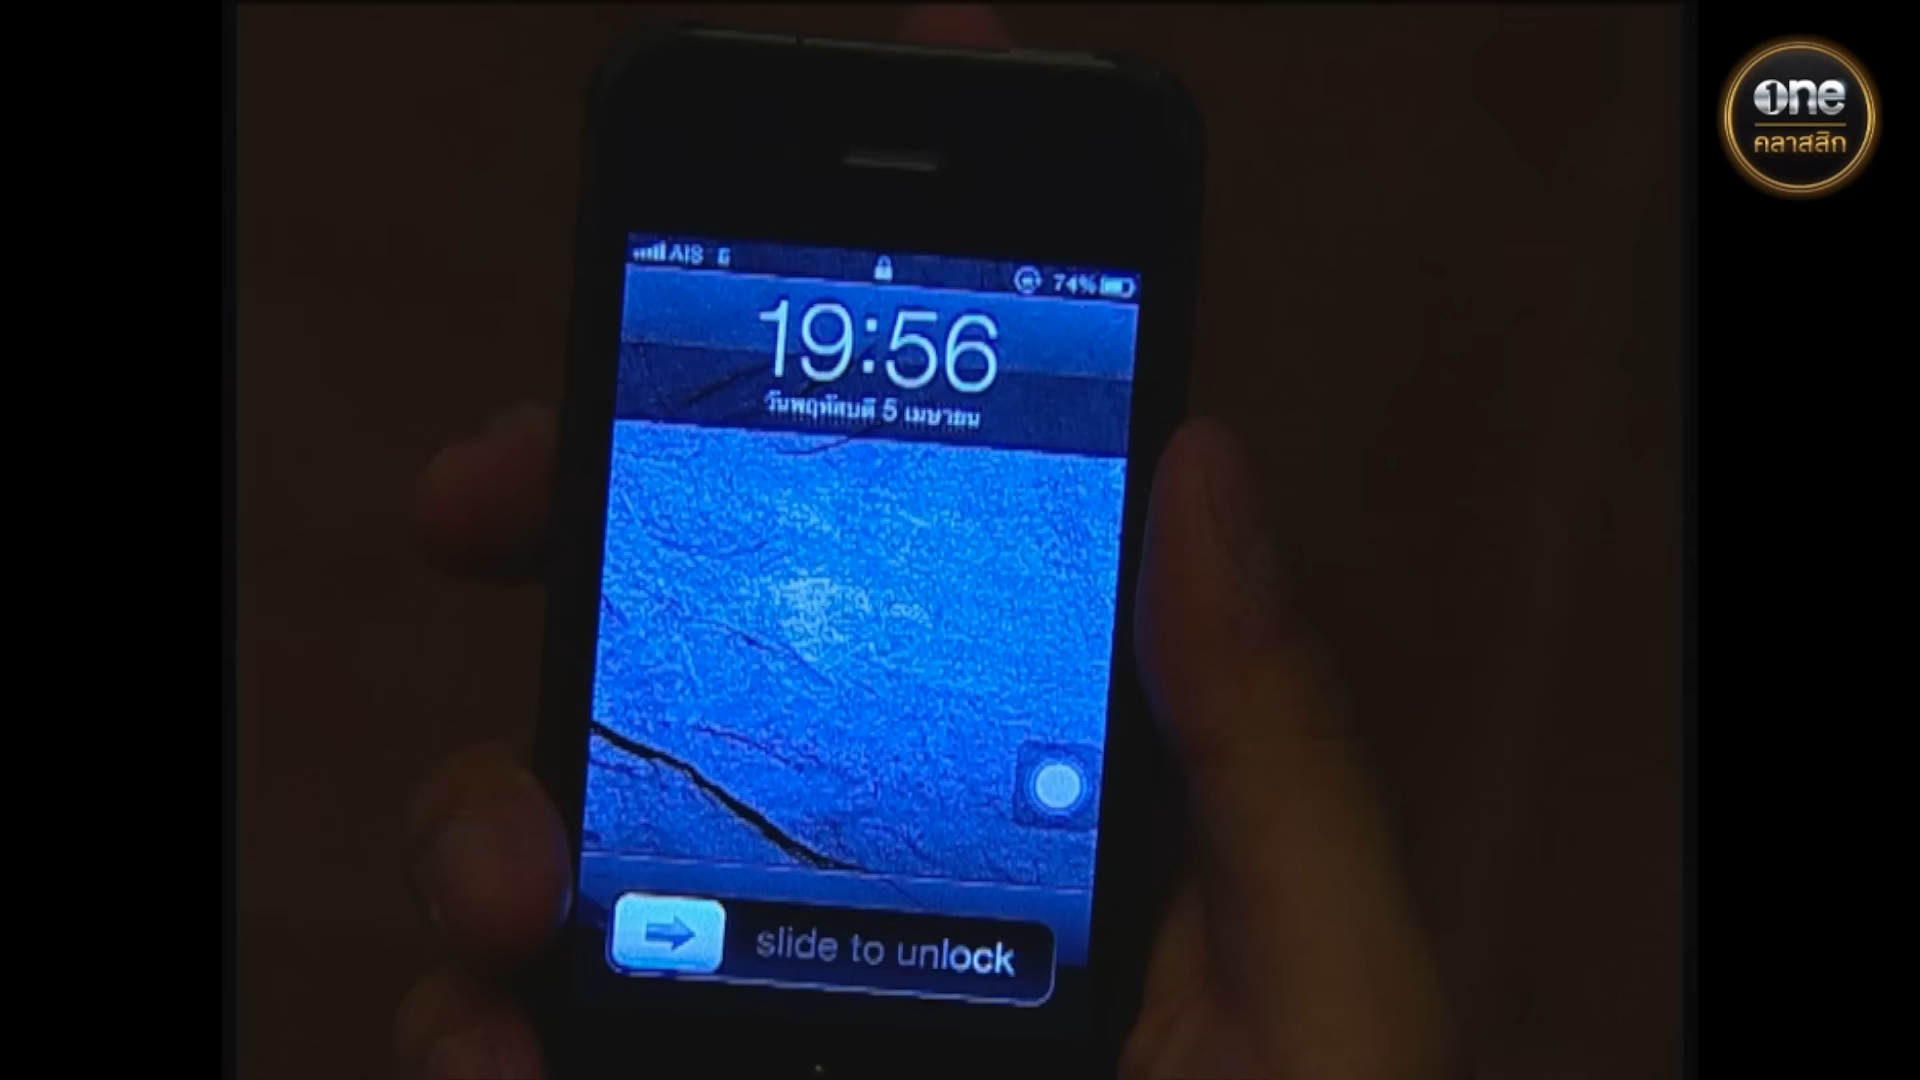 one
คลาสสิก
AIS E
74%
19:56
วันพฤหัสบดี 5 เมษายน
slide to unlock